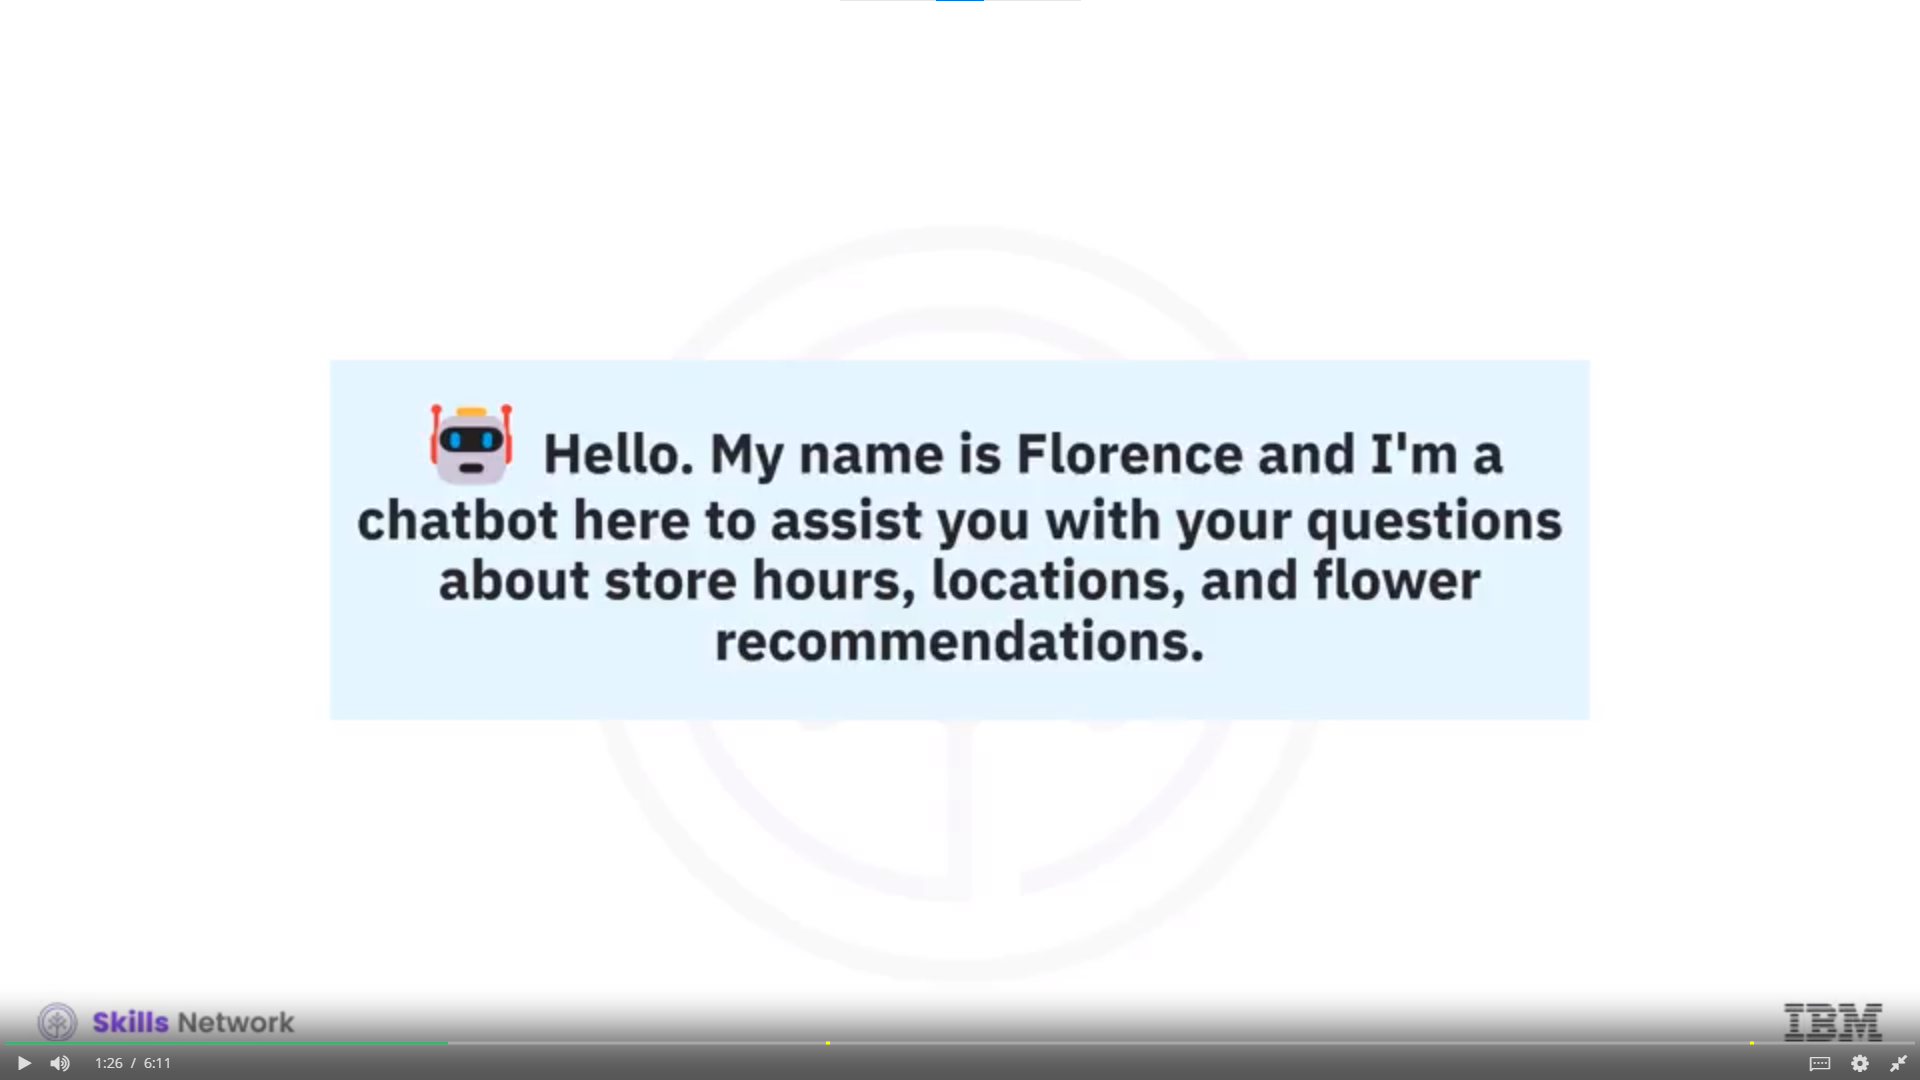 Hello. My name is Florence and I'm a
chatbot here to assist you with your questions
about store hours, locations, and flower
recommendations.
Skills Network
IBM
1:26 / 6:11